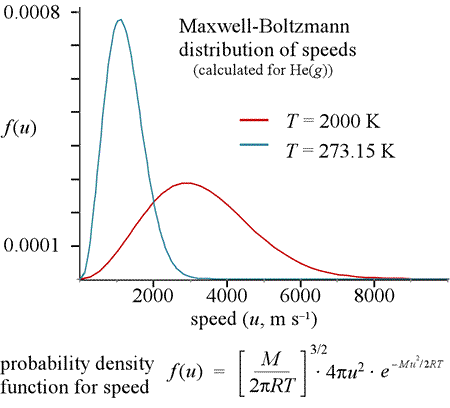 0.0008
Maxwell-Boltzmann
distribution of speeds
(calculated for He(g))
f(u)
T = 2000 K
T = 273.15 K
0.0001
2000 4000 6000 8000
speed (u, m s⁻¹)
probability density
function for speed
f(u) = [M/2πRT]^3/2 · 4πu² · e^−Mu²/2RT